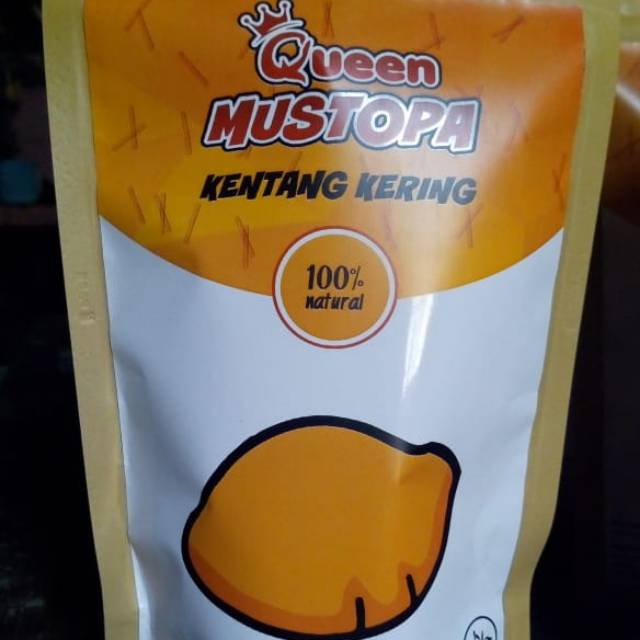 Queen
MUSTOPA
KENTANG KERING
100%
natural